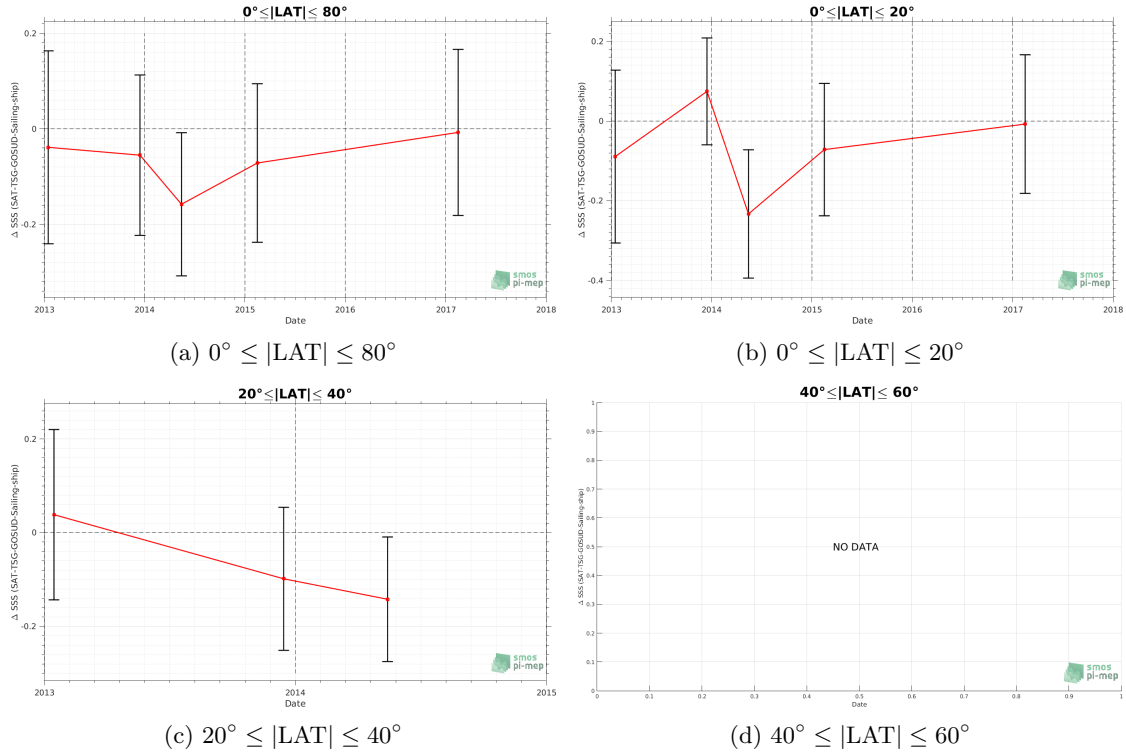 0°≤|LAT|≤ 80°
0.2
0
-0.2
Δ SSS (SAT-TSG-GOSUD-Sailing-ship)
2013 2014 2015 2016 2017 2018
Date
smos
pi-mep
(a) 0° ≤ |LAT| ≤ 80°
0°≤|LAT|≤ 20°
0.2
0
-0.2
-0.4
Δ SSS (SAT-TSG-GOSUD-Sailing-ship)
2013 2014 2015 2016 2017 2018
Date
smos
pi-mep
(b) 0° ≤ |LAT| ≤ 20°
20°≤|LAT|≤ 40°
0.2
0
-0.2
Δ SSS (SAT-TSG-GOSUD-Sailing-ship)
2013 2014 2015
Date
smos
pi-mep
(c) 20° ≤ |LAT| ≤ 40°
40°≤|LAT|≤ 60°
1
0.9
0.8
0.7
0.6
0.5
0.4
0.3
0.2
0.1
0
Δ SSS (SAT-TSG-GOSUD-Sailing-ship)
NO DATA
0 0.1 0.2 0.3 0.4 0.5 0.6 0.7 0.8 0.9 1
Date
smos
pi-mep
(d) 40° ≤ |LAT| ≤ 60°